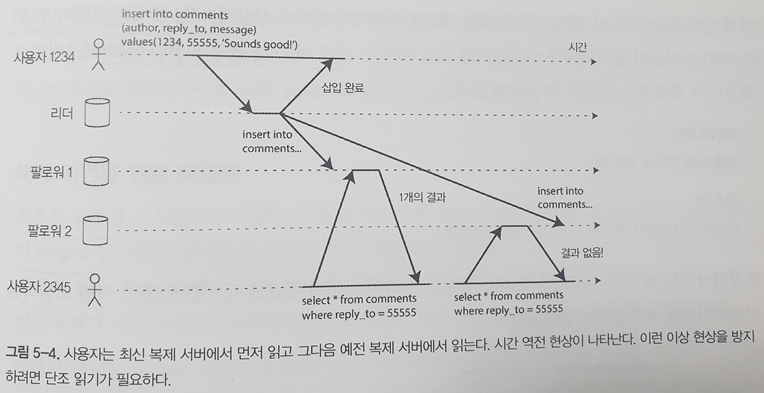 insert into comments
(author, reply_to, message)
values(1234, 55555, 'Sounds good!')
사용자 1234
시간
삽입 완료
리더
insert into
comments...
팔로워 1
1개의 결과
insert into
comments...
팔로워 2
결과 없음!
사용자 2345
select * from comments
where reply_to = 55555
select * from comments
where reply_to = 55555
그림 5-4. 사용자는 최신 복제 서버에서 먼저 읽고 그다음 예전 복제 서버에서 읽는다. 시간 역전 현상이 나타난다. 이런 이상 현상을 방지
하려면 단조 읽기가 필요하다.